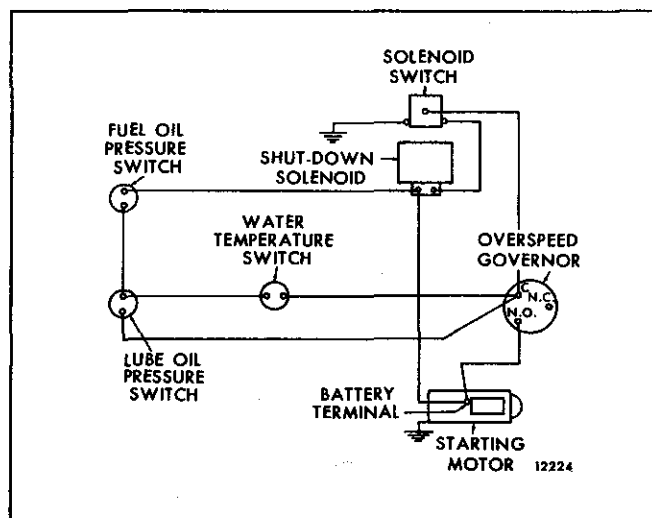 SOLENOID
SWITCH
FUEL OIL
PRESSURE
SWITCH
SHUT-DOWN
SOLENOID
WATER
TEMPERATURE
SWITCH
OVERSPEED
GOVERNOR
C
N.C.
N.O.
LUBE OIL
PRESSURE
SWITCH
BATTERY
TERMINAL
STARTING
MOTOR
12224